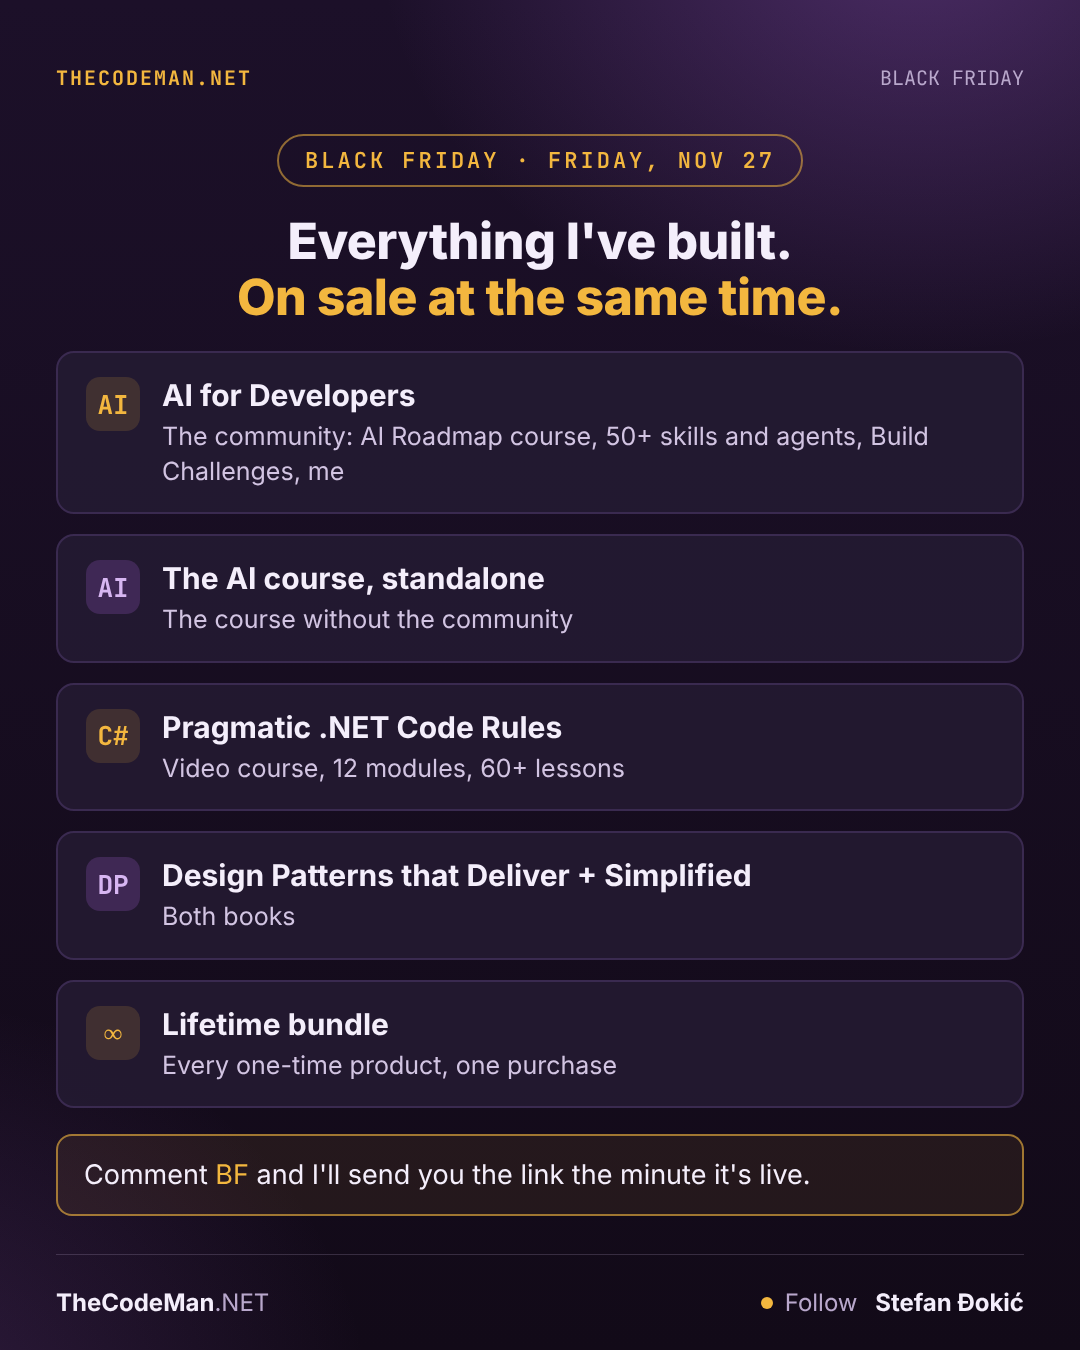 THECODEMAN.NET
BLACK FRIDAY
BLACK FRIDAY · FRIDAY, NOV 27
Everything I've built.
On sale at the same time.
AI
AI for Developers
The community: AI Roadmap course, 50+ skills and agents, Build
Challenges, me
AI
The AI course, standalone
The course without the community
C#
Pragmatic .NET Code Rules
Video course, 12 modules, 60+ lessons
DP
Design Patterns that Deliver + Simplified
Both books
∞
Lifetime bundle
Every one-time product, one purchase
Comment BF and I'll send you the link the minute it's live.
TheCodeMan.NET
Follow Stefan Đokić